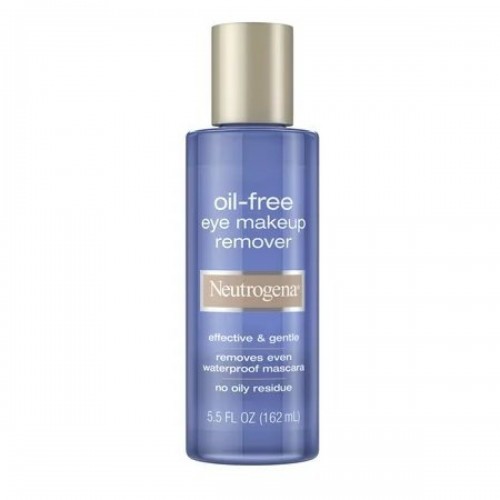 oil-free
eye makeup
remover
Neutrogena®
effective & gentle
removes even
waterproof mascara
no oily residue
5.5 FL OZ (162 mL)